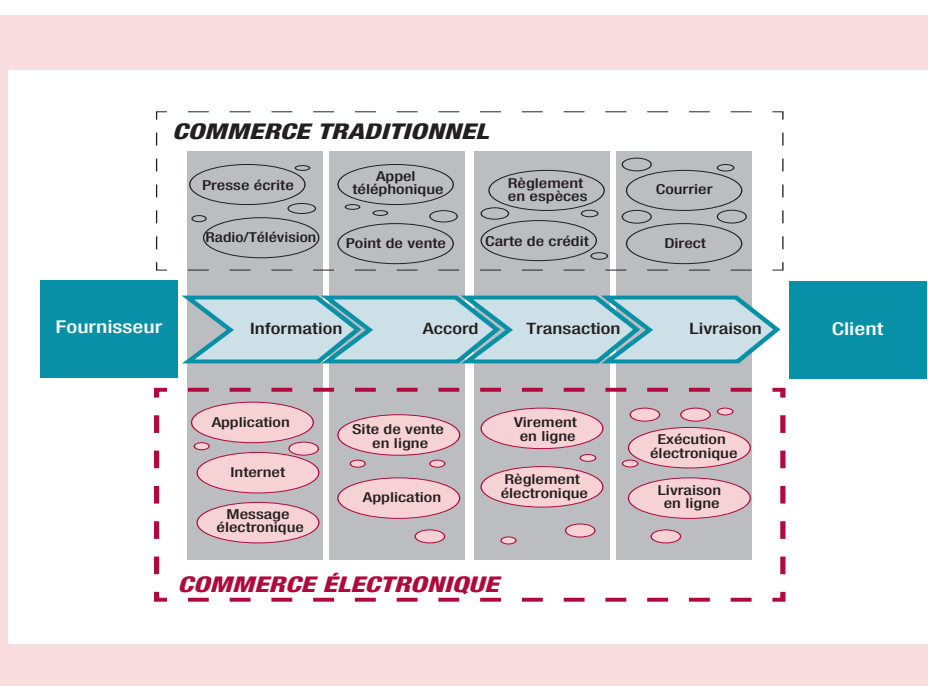 COMMERCE TRADITIONNEL
Presse écrite
Radio/Télévision
Appel
téléphonique
Point de vente
Règlement
en espèces
Carte de crédit
Courrier
Direct
Fournisseur
Information
Accord
Transaction
Livraison
Client
Application
Internet
Message
électronique
Site de vente
en ligne
Application
Virement
en ligne
Règlement
électronique
Exécution
électronique
Livraison
en ligne
COMMERCE ÉLECTRONIQUE